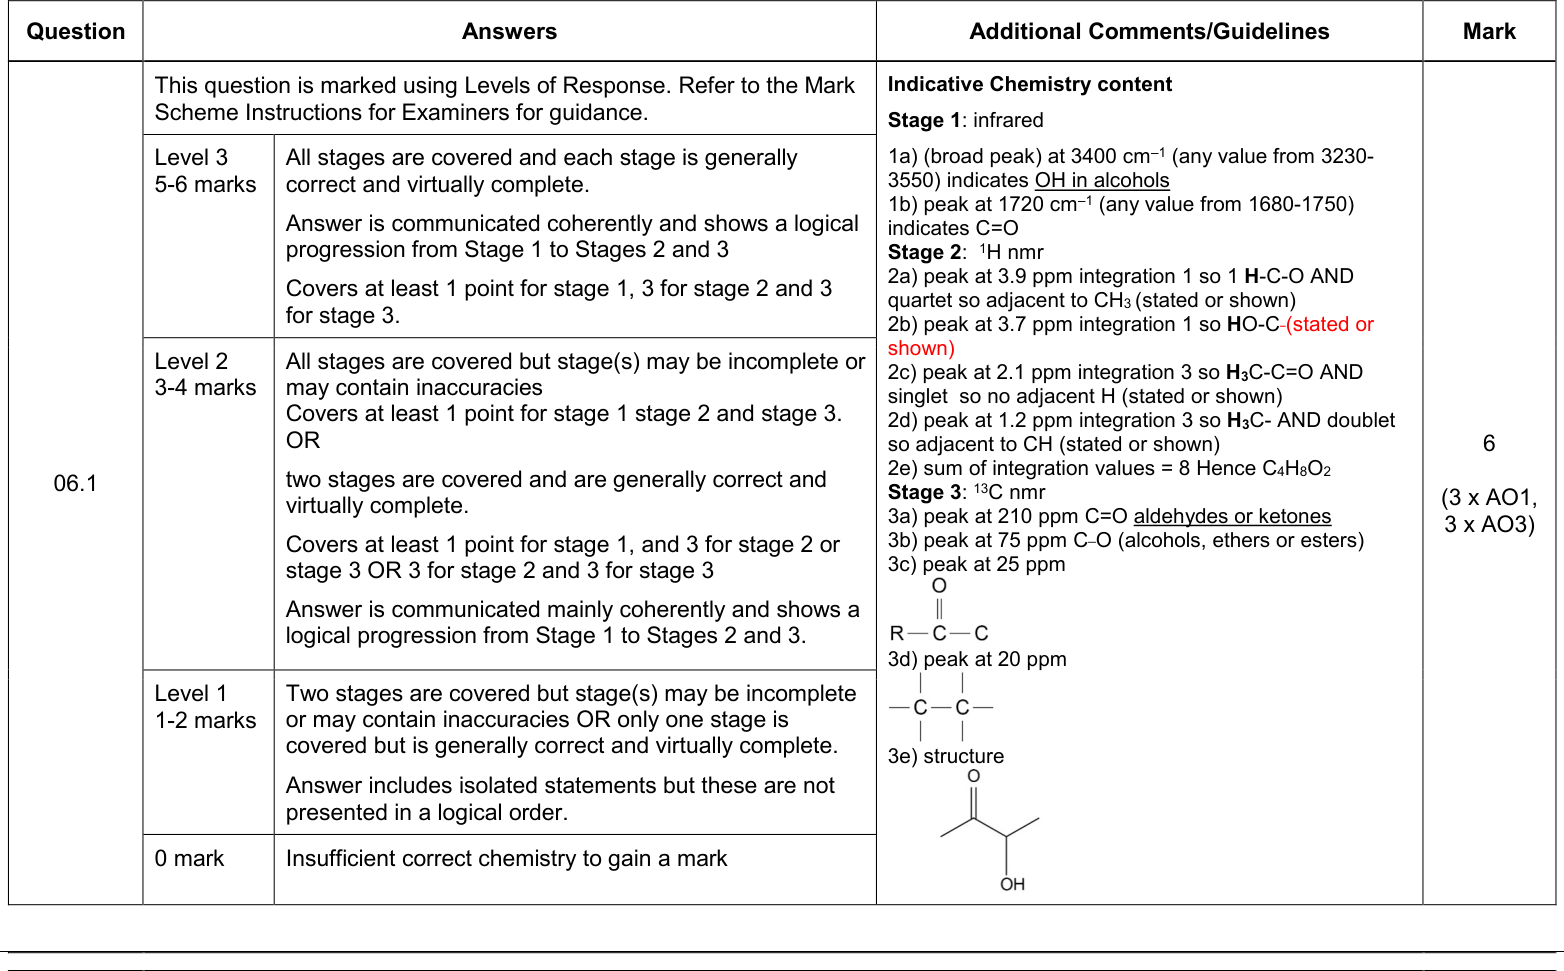 Question
Answers
Additional Comments/Guidelines
Mark
06.1
This question is marked using Levels of Response. Refer to the Mark
Scheme Instructions for Examiners for guidance.
Level 3
5-6 marks
All stages are covered and each stage is generally
correct and virtually complete.
Answer is communicated coherently and shows a logical
progression from Stage 1 to Stages 2 and 3
Covers at least 1 point for stage 1, 3 for stage 2 and 3
for stage 3.
Level 2
3-4 marks
All stages are covered but stage(s) may be incomplete or
may contain inaccuracies
Covers at least 1 point for stage 1 stage 2 and stage 3.
OR
two stages are covered and are generally correct and
virtually complete.
Covers at least 1 point for stage 1, and 3 for stage 2 or
stage 3 OR 3 for stage 2 and 3 for stage 3
Answer is communicated mainly coherently and shows a
logical progression from Stage 1 to Stages 2 and 3.
Level 1
1-2 marks
Two stages are covered but stage(s) may be incomplete
or may contain inaccuracies OR only one stage is
covered but is generally correct and virtually complete.
Answer includes isolated statements but these are not
presented in a logical order.
0 mark
Insufficient correct chemistry to gain a mark
Indicative Chemistry content
Stage 1: infrared
1a) (broad peak) at 3400 cm⁻¹ (any value from 3230-
3550) indicates OH in alcohols
1b) peak at 1720 cm⁻¹ (any value from 1680-1750)
indicates C=O
Stage 2: ¹H nmr
2a) peak at 3.9 ppm integration 1 so 1 H-C-O AND
quartet so adjacent to CH₃ (stated or shown)
2b) peak at 3.7 ppm integration 1 so HO-C-(stated or
shown)
2c) peak at 2.1 ppm integration 3 so H₃C-C=O AND
singlet so no adjacent H (stated or shown)
2d) peak at 1.2 ppm integration 3 so H₃C- AND doublet
so adjacent to CH (stated or shown)
2e) sum of integration values = 8 Hence C₄H₈O₂
Stage 3: ¹³C nmr
3a) peak at 210 ppm C=O aldehydes or ketones
3b) peak at 75 ppm C–O (alcohols, ethers or esters)
3c) peak at 25 ppm
O
R—C—C
3d) peak at 20 ppm
—C—C—
3e) structure
O
OH
6
(3 x AO1,
3 x AO3)